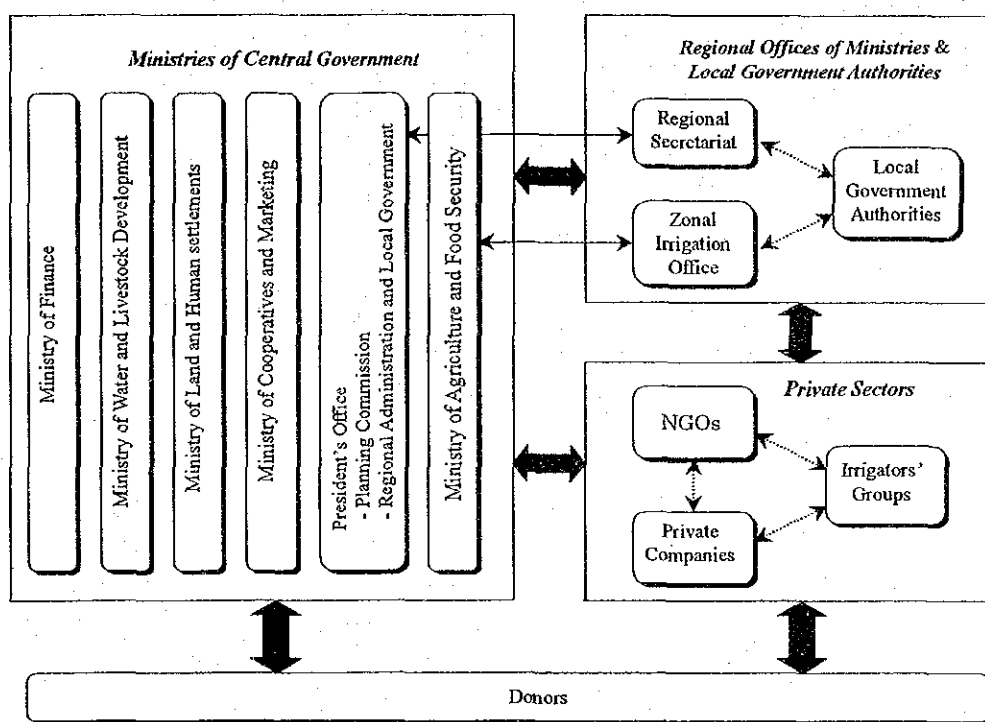 Ministries of Central Government
Ministry of Finance
Ministry of Water and Livestock Development
Ministry of Land and Human settlements
Ministry of Cooperatives and Marketing
President's Office
- Planning Commission
- Regional Administration and Local Government
Ministry of Agriculture and Food Security
Regional Offices of Ministries &
Local Government Authorities
Regional
Secretariat
Local
Government
Authorities
Zonal
Irrigation
Office
Private Sectors
NGOs
Irrigators'
Groups
Private
Companies
Donors